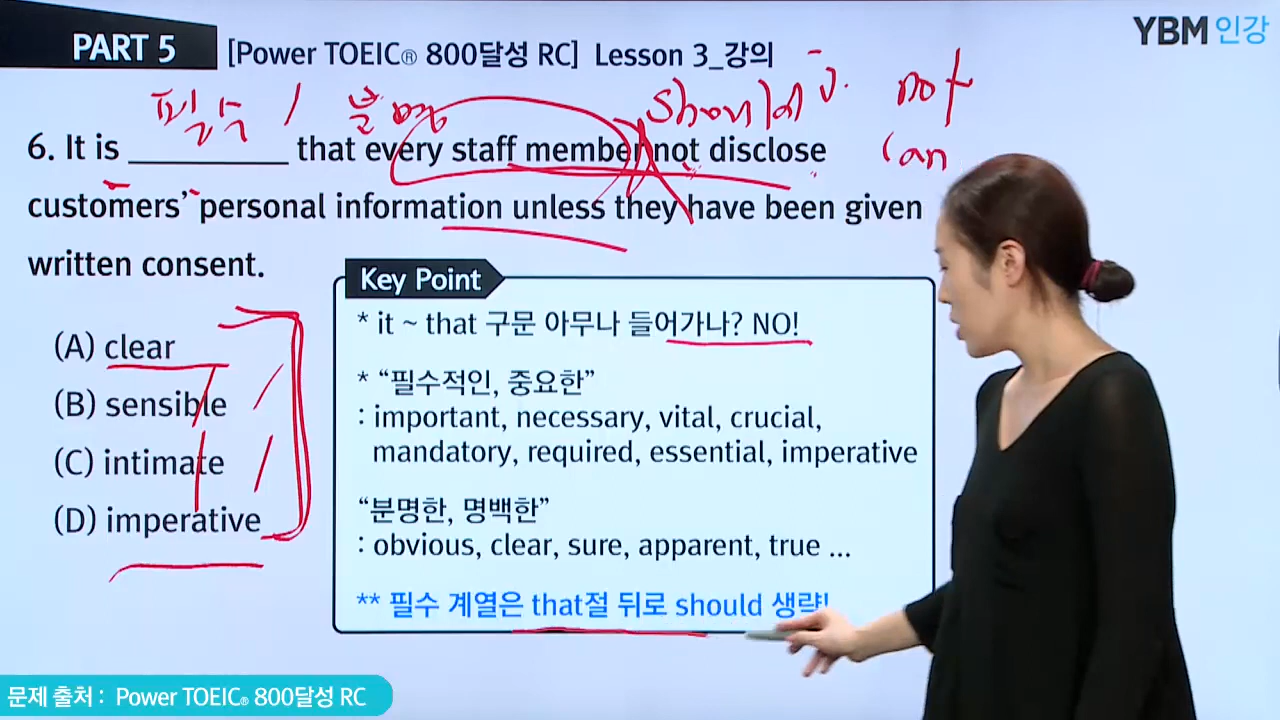 PART 5
[Power TOEIC® 800달성 RC] Lesson 3_강의
YBM 인강
필수 / 분명 should v. not
can
6. It is __________ that every staff member not disclose
customers’ personal information unless they have been given
written consent.
(A) clear
(B) sensible
(C) intimate
(D) imperative
Key Point
* it ~ that 구문 아무나 들어가나? NO!
* “필수적인, 중요한”
: important, necessary, vital, crucial,
mandatory, required, essential, imperative
“분명한, 명백한”
: obvious, clear, sure, apparent, true ...
** 필수 계열은 that절 뒤로 should 생략!
문제 출처 : Power TOEIC® 800달성 RC